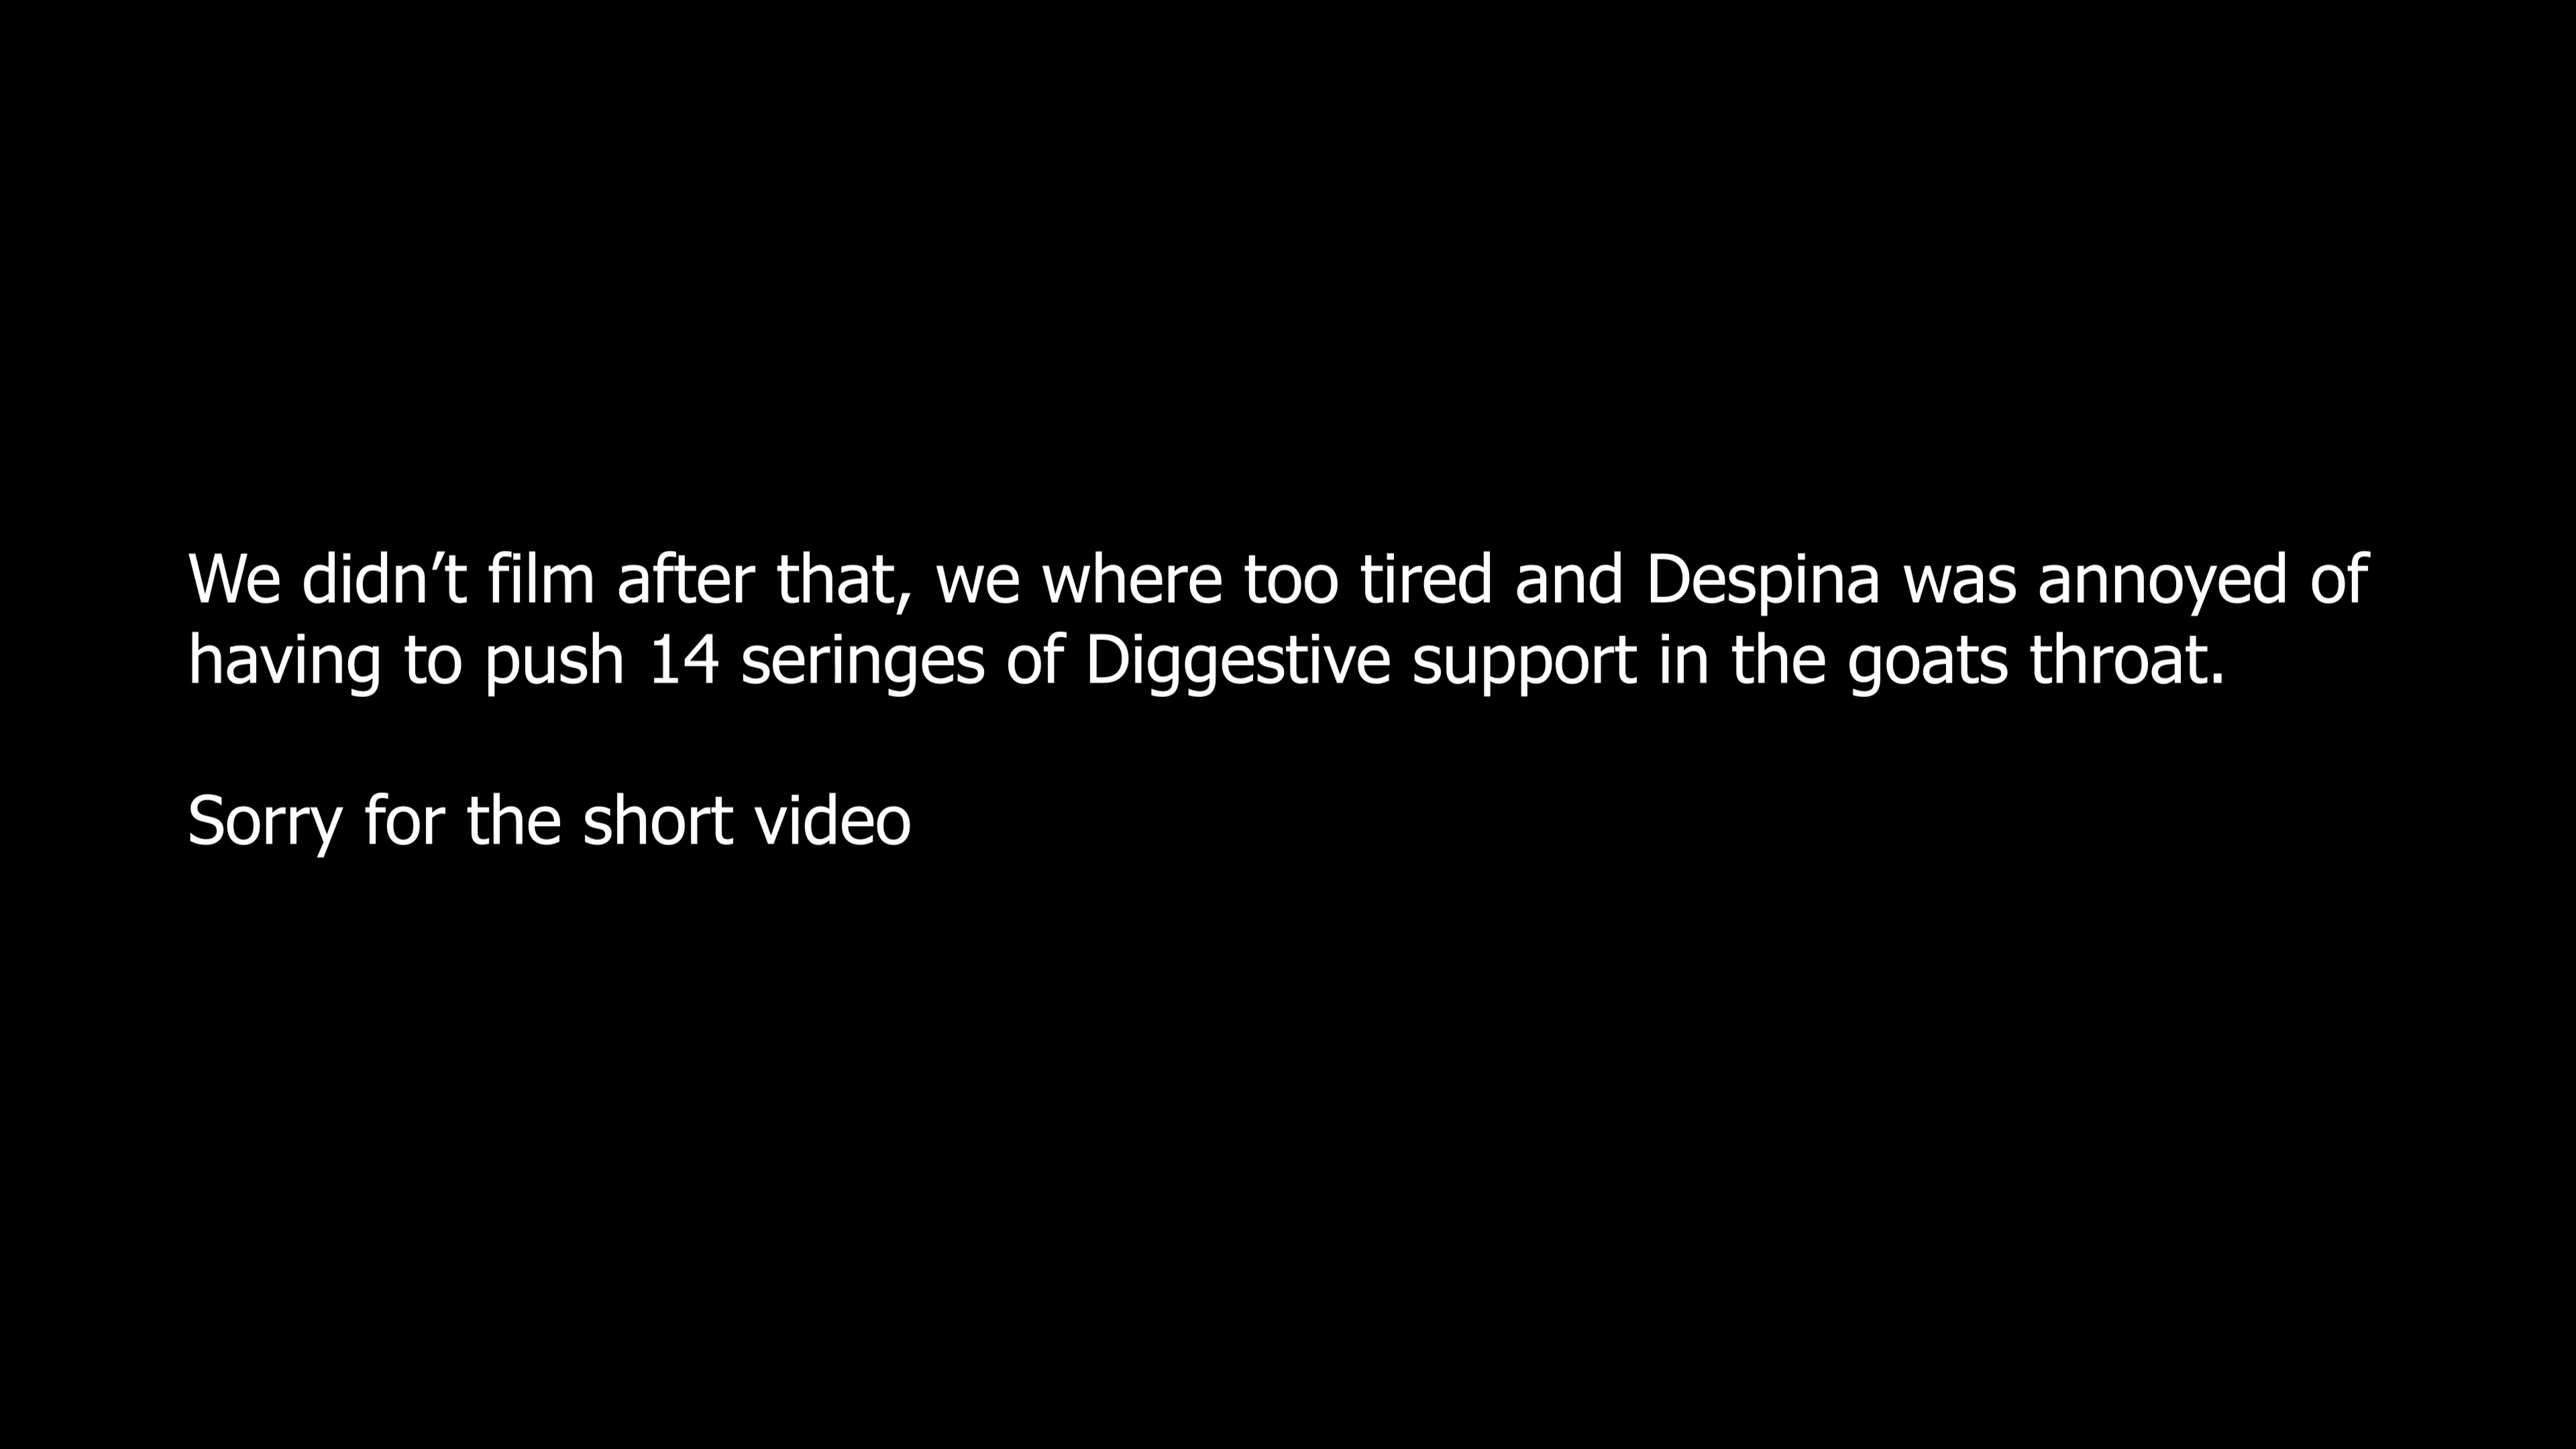 We didn’t film after that, we where too tired and Despina was annoyed of
having to push 14 seringes of Diggestive support in the goats throat.
Sorry for the short video